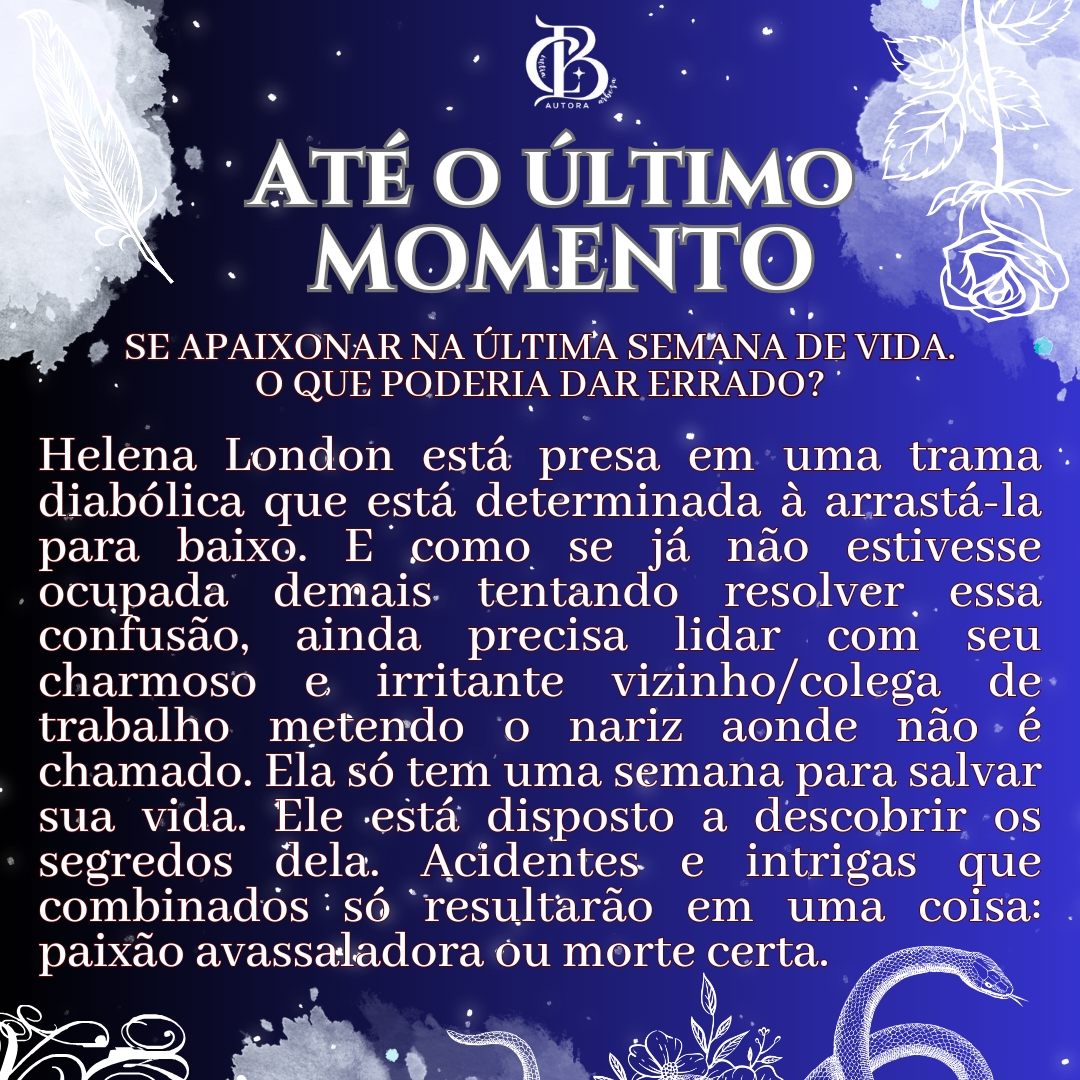 CB
AUTORA
ATÉ O ÚLTIMO
MOMENTO
SE APAIXONAR NA ÚLTIMA SEMANA DE VIDA.
O QUE PODERIA DAR ERRADO?
Helena London está presa em uma trama
diabólica que está determinada à arrastá-la
para baixo. E como se já não estivesse
ocupada demais tentando resolver essa
confusão, ainda precisa lidar com seu
charmoso e irritante vizinho/colega de
trabalho metendo o nariz aonde não é
chamado. Ela só tem uma semana para salvar
sua vida. Ele está disposto a descobrir os
segredos dela. Acidentes e intrigas que
combinados só resultarão em uma coisa:
paixão avassaladora ou morte certa.